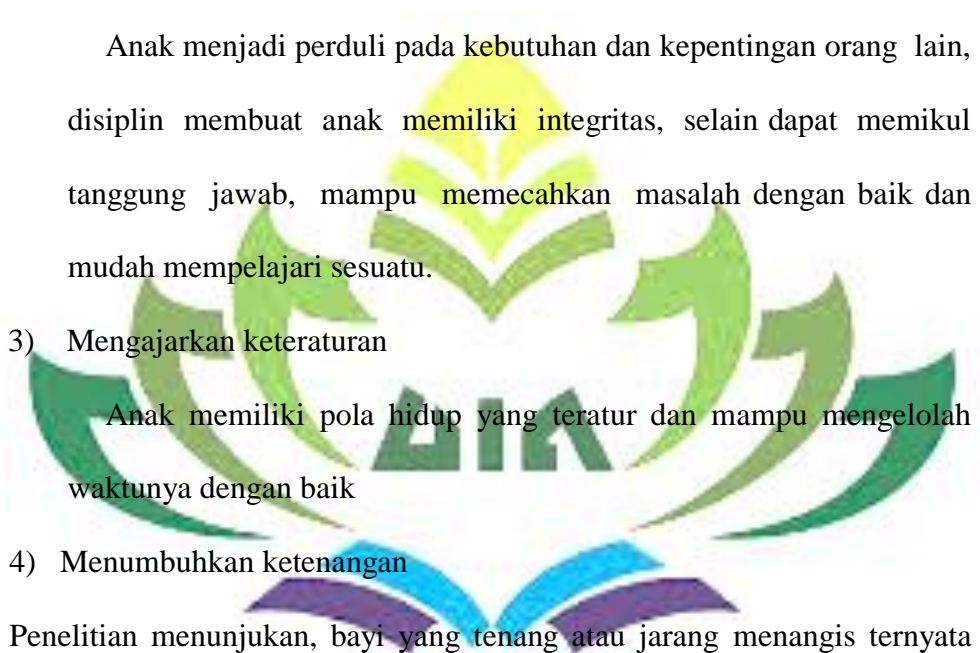 Anak menjadi perduli pada kebutuhan dan kepentingan orang lain,
disiplin membuat anak memiliki integritas, selain dapat memikul
tanggung jawab, mampu memecahkan masalah dengan baik dan
mudah mempelajari sesuatu.
3) Mengajarkan keteraturan
Anak memiliki pola hidup yang teratur dan mampu mengelolah
waktunya dengan baik
4) Menumbuhkan ketenangan
Penelitian menunjukan, bayi yang tenang atau jarang menangis ternyata